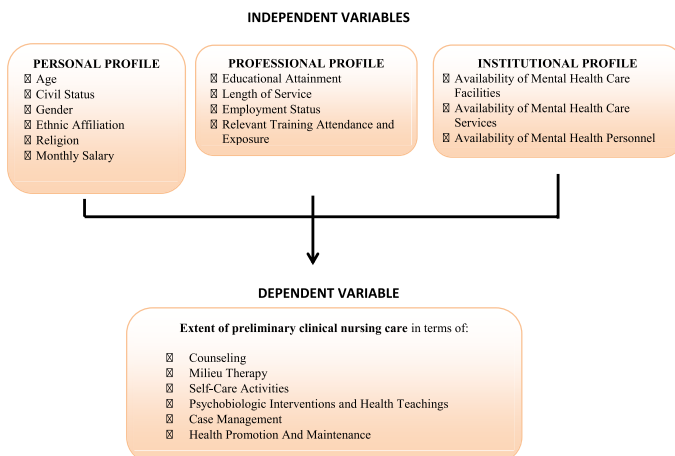 INDEPENDENT VARIABLES
PERSONAL PROFILE
Age
Civil Status
Gender
Ethnic Affiliation
Religion
Monthly Salary
PROFESSIONAL PROFILE
Educational Attainment
Length of Service
Employment Status
Relevant Training Attendance and
Exposure
INSTITUTIONAL PROFILE
Availability of Mental Health Care
Facilities
Availability of Mental Health Care
Services
Availability of Mental Health Personnel
DEPENDENT VARIABLE
Extent of preliminary clinical nursing care in terms of:
Counseling
Milieu Therapy
Self-Care Activities
Psychobiologic Interventions and Health Teachings
Case Management
Health Promotion And Maintenance